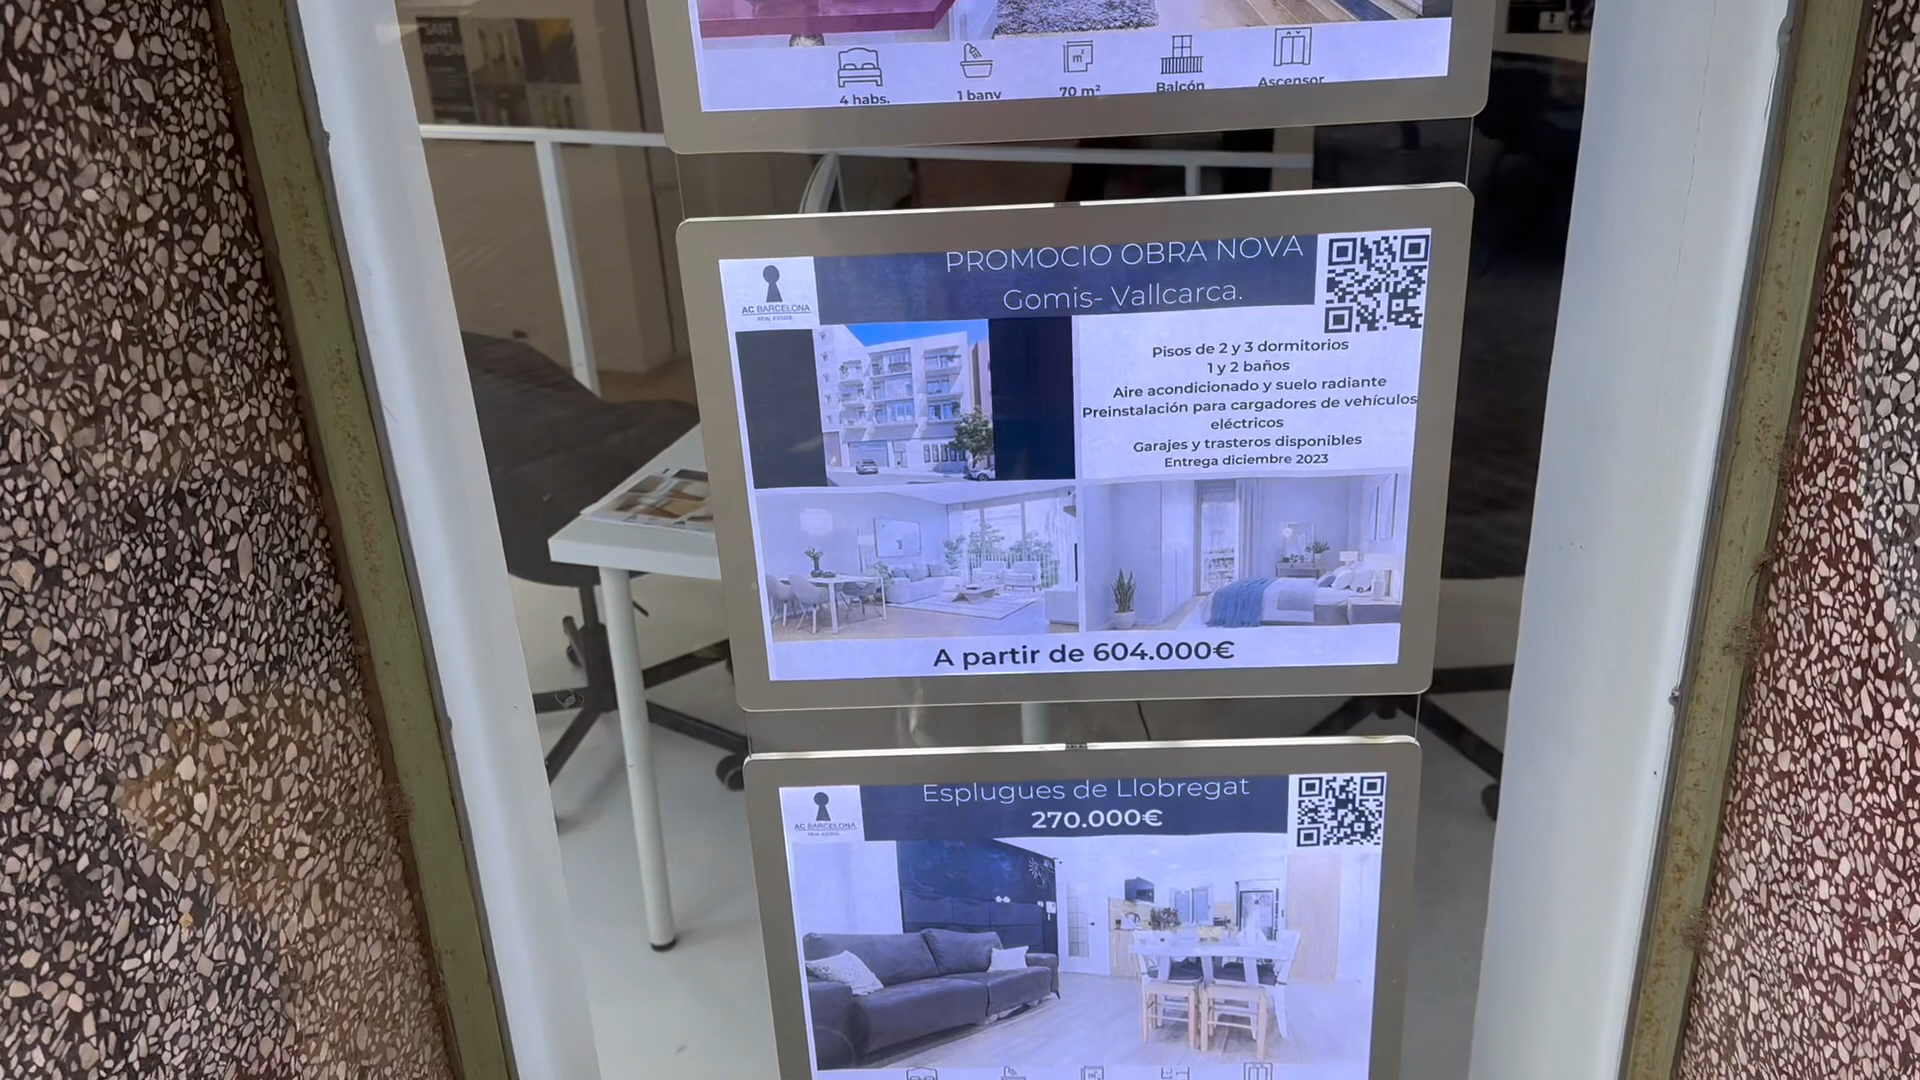 SANT
ANTONI
4 habs.
1 bany
70 m²
Balcón
Ascensor
AC BARCELONA
REAL ESTATE
PROMOCIO OBRA NOVA
Gomis- Vallcarca.
Pisos de 2 y 3 dormitorios
1 y 2 baños
Aire acondicionado y suelo radiante
Preinstalación para cargadores de vehículos
eléctricos
Garajes y trasteros disponibles
Entrega diciembre 2023
A partir de 604.000€
AC BARCELONA
REAL ESTATE
Esplugues de Llobregat
270.000€